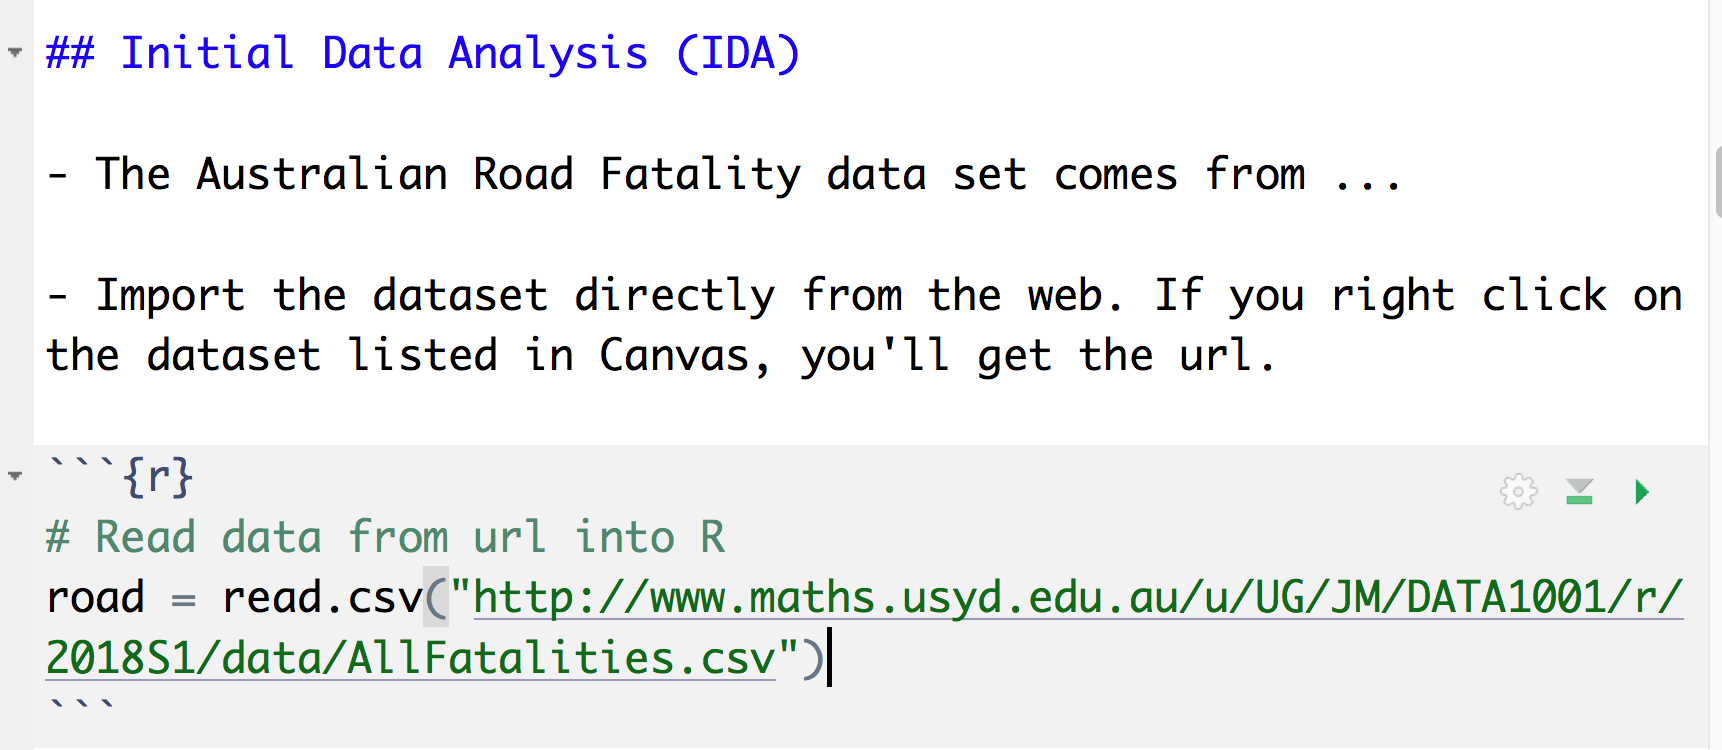 ## Initial Data Analysis (IDA)
- The Australian Road Fatality data set comes from ...
- Import the dataset directly from the web. If you right click on
the dataset listed in Canvas, you'll get the url.
```{r}
# Read data from url into R
road = read.csv("http://www.maths.usyd.edu.au/u/UG/JM/DATA1001/r/
2018S1/data/AllFatalities.csv")
```